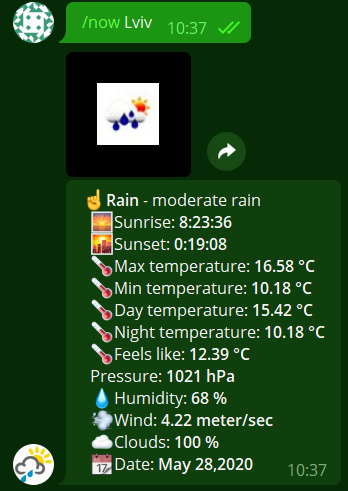 /now Lviv 10:37
Rain - moderate rain
Sunrise: 8:23:36
Sunset: 0:19:08
Max temperature: 16.58 °C
Min temperature: 10.18 °C
Day temperature: 15.42 °C
Night temperature: 10.18 °C
Feels like: 12.39 °C
Pressure: 1021 hPa
Humidity: 68 %
Wind: 4.22 meter/sec
Clouds: 100 %
Date: May 28,2020 10:37